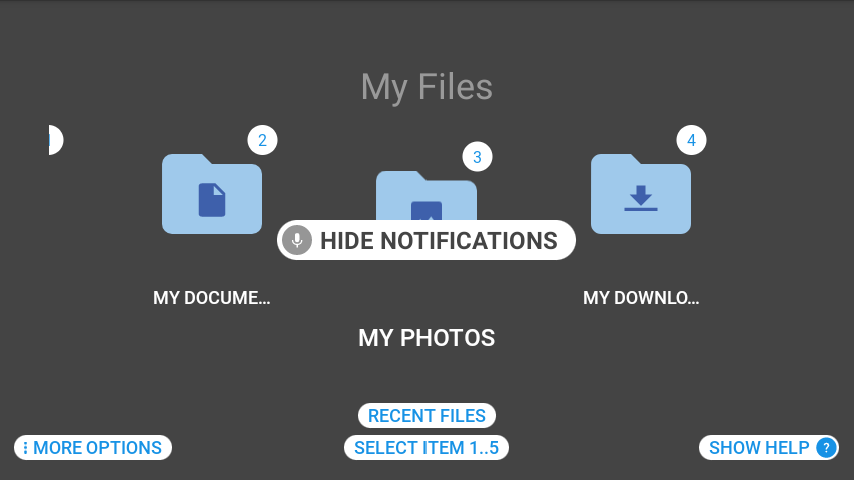 My Files
2
3
4
HIDE NOTIFICATIONS
MY DOCUME...
MY DOWNLO...
MY PHOTOS
RECENT FILES
MORE OPTIONS
SELECT ITEM 1..5
SHOW HELP ?